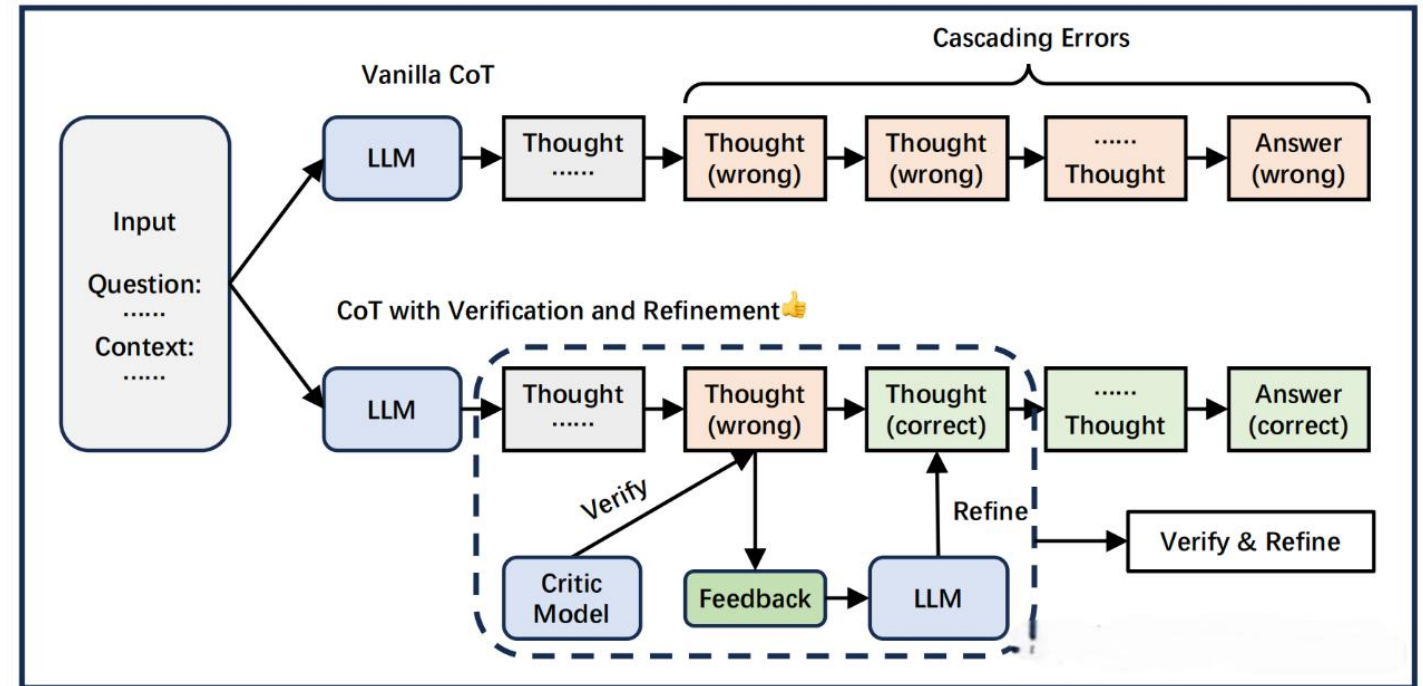 Cascading Errors
Vanilla CoT
Input
Question:
......
Context:
......
LLM
Thought
......
Thought
(wrong)
Thought
(wrong)
......
Thought
Answer
(wrong)
CoT with Verification and Refinement👍
LLM
Thought
......
Thought
(wrong)
Thought
(correct)
......
Thought
Answer
(correct)
Verify
Refine
Verify & Refine
Critic
Model
Feedback
LLM